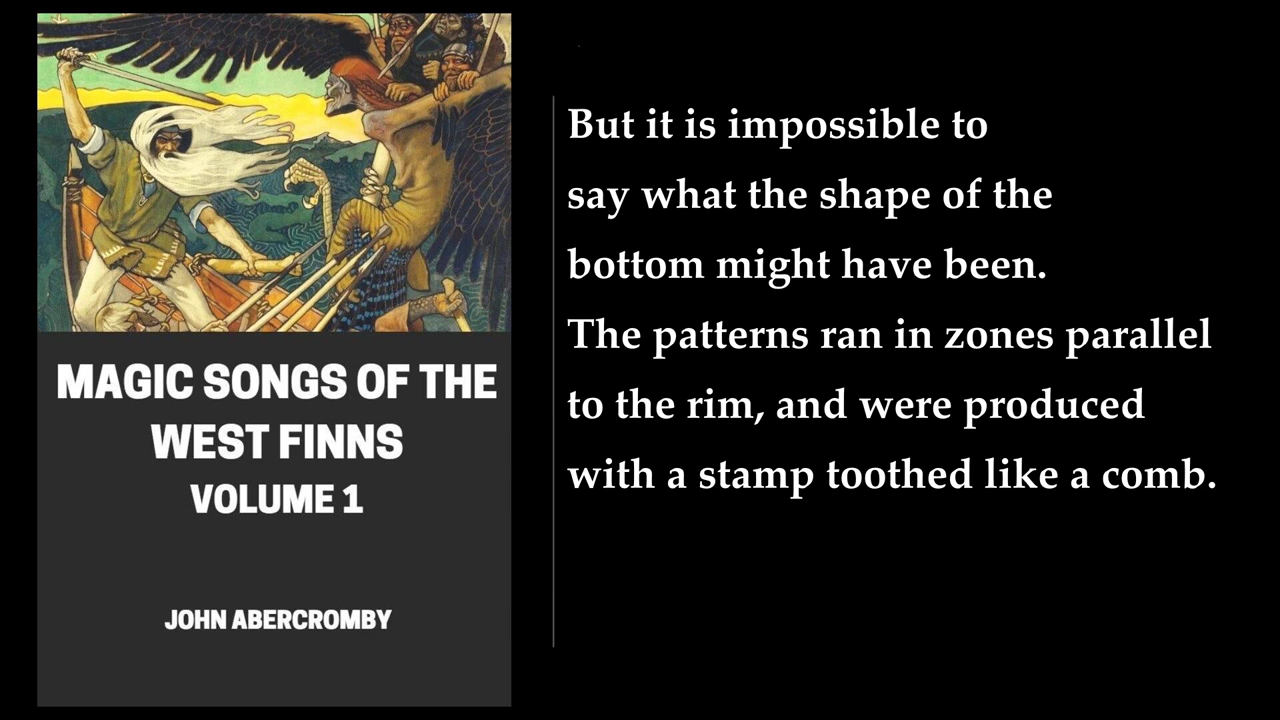 MAGIC SONGS OF THE
WEST FINNS
VOLUME 1
JOHN ABERCROMBY
But it is impossible to
say what the shape of the
bottom might have been.
The patterns ran in zones parallel
to the rim, and were produced
with a stamp toothed like a comb.